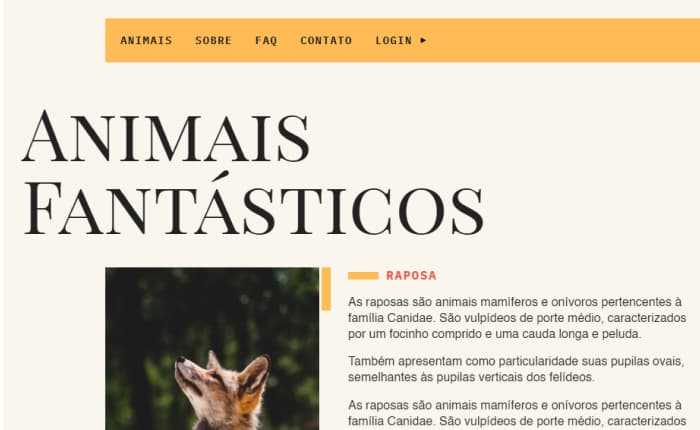 ANIMAIS SOBRE FAQ CONTATO LOGIN ▸
ANIMAIS
FANTÁSTICOS
RAPOSA
As raposas são animais mamíferos e onívoros pertencentes à
família Canidae. São vulpídeos de porte médio, caracterizados
por um focinho comprido e uma cauda longa e peluda.
Também apresentam como particularidade suas pupilas ovais,
semelhantes às pupilas verticais dos felídeos.
As raposas são animais mamíferos e onívoros pertencentes à
família Canidae. São vulpídeos de porte médio, caracterizados